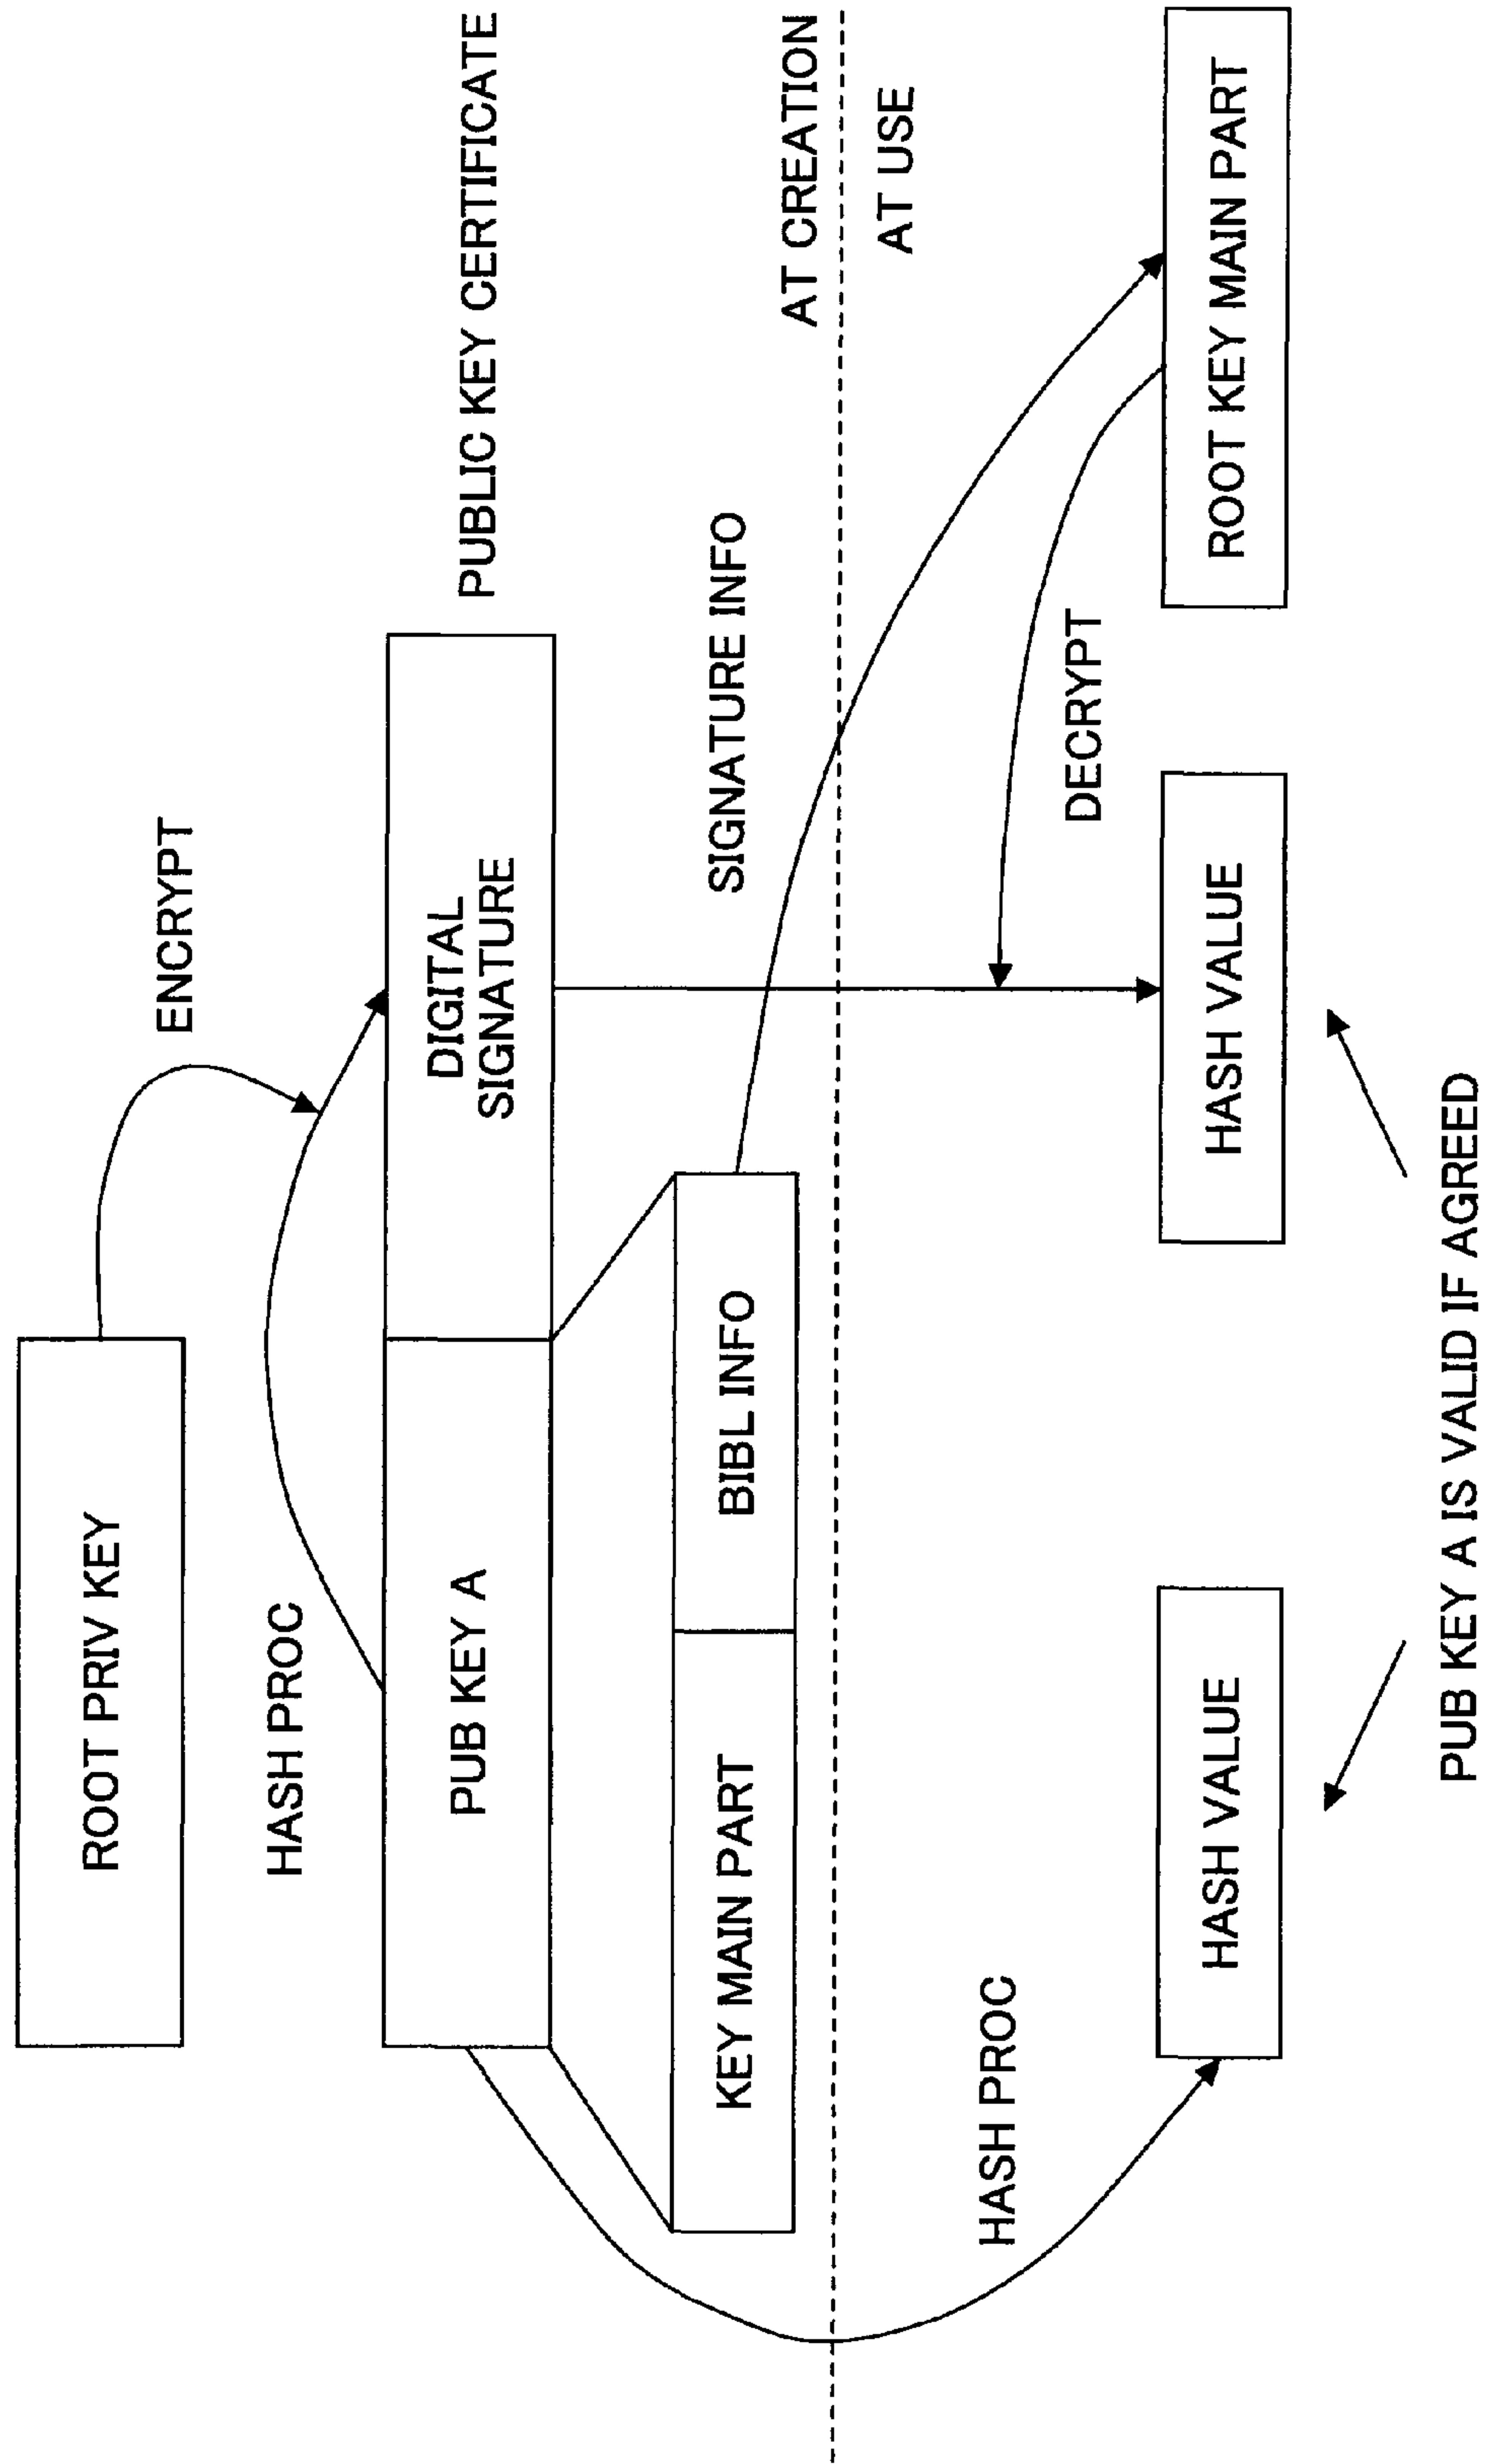 ROOT PRIV KEY
ENCRYPT
HASH PROC
PUB KEY A
DIGITAL
SIGNATURE
PUBLIC KEY CERTIFICATE
KEY MAIN PART
BIBL INFO
SIGNATURE INFO
AT CREATION
AT USE
HASH PROC
DECRYPT
HASH VALUE
HASH VALUE
ROOT KEY MAIN PART
PUB KEY A IS VALID IF AGREED